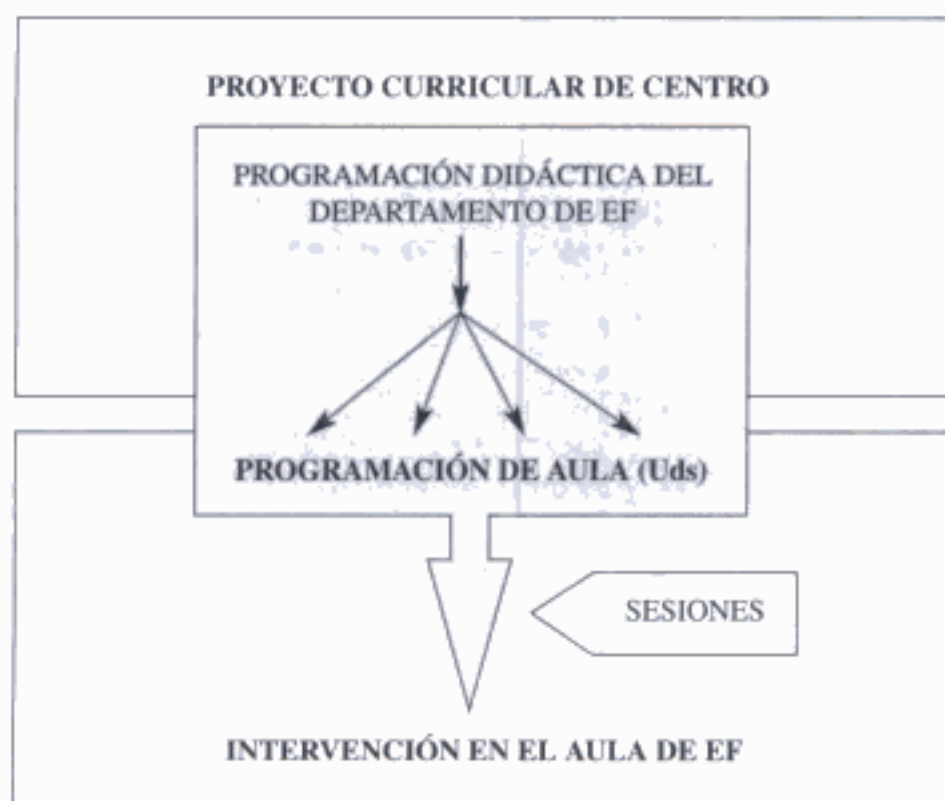 PROYECTO CURRICULAR DE CENTRO
PROGRAMACIÓN DIDÁCTICA DEL
DEPARTAMENTO DE EF
PROGRAMACIÓN DE AULA (Uds)
SESIONES
INTERVENCIÓN EN EL AULA DE EF